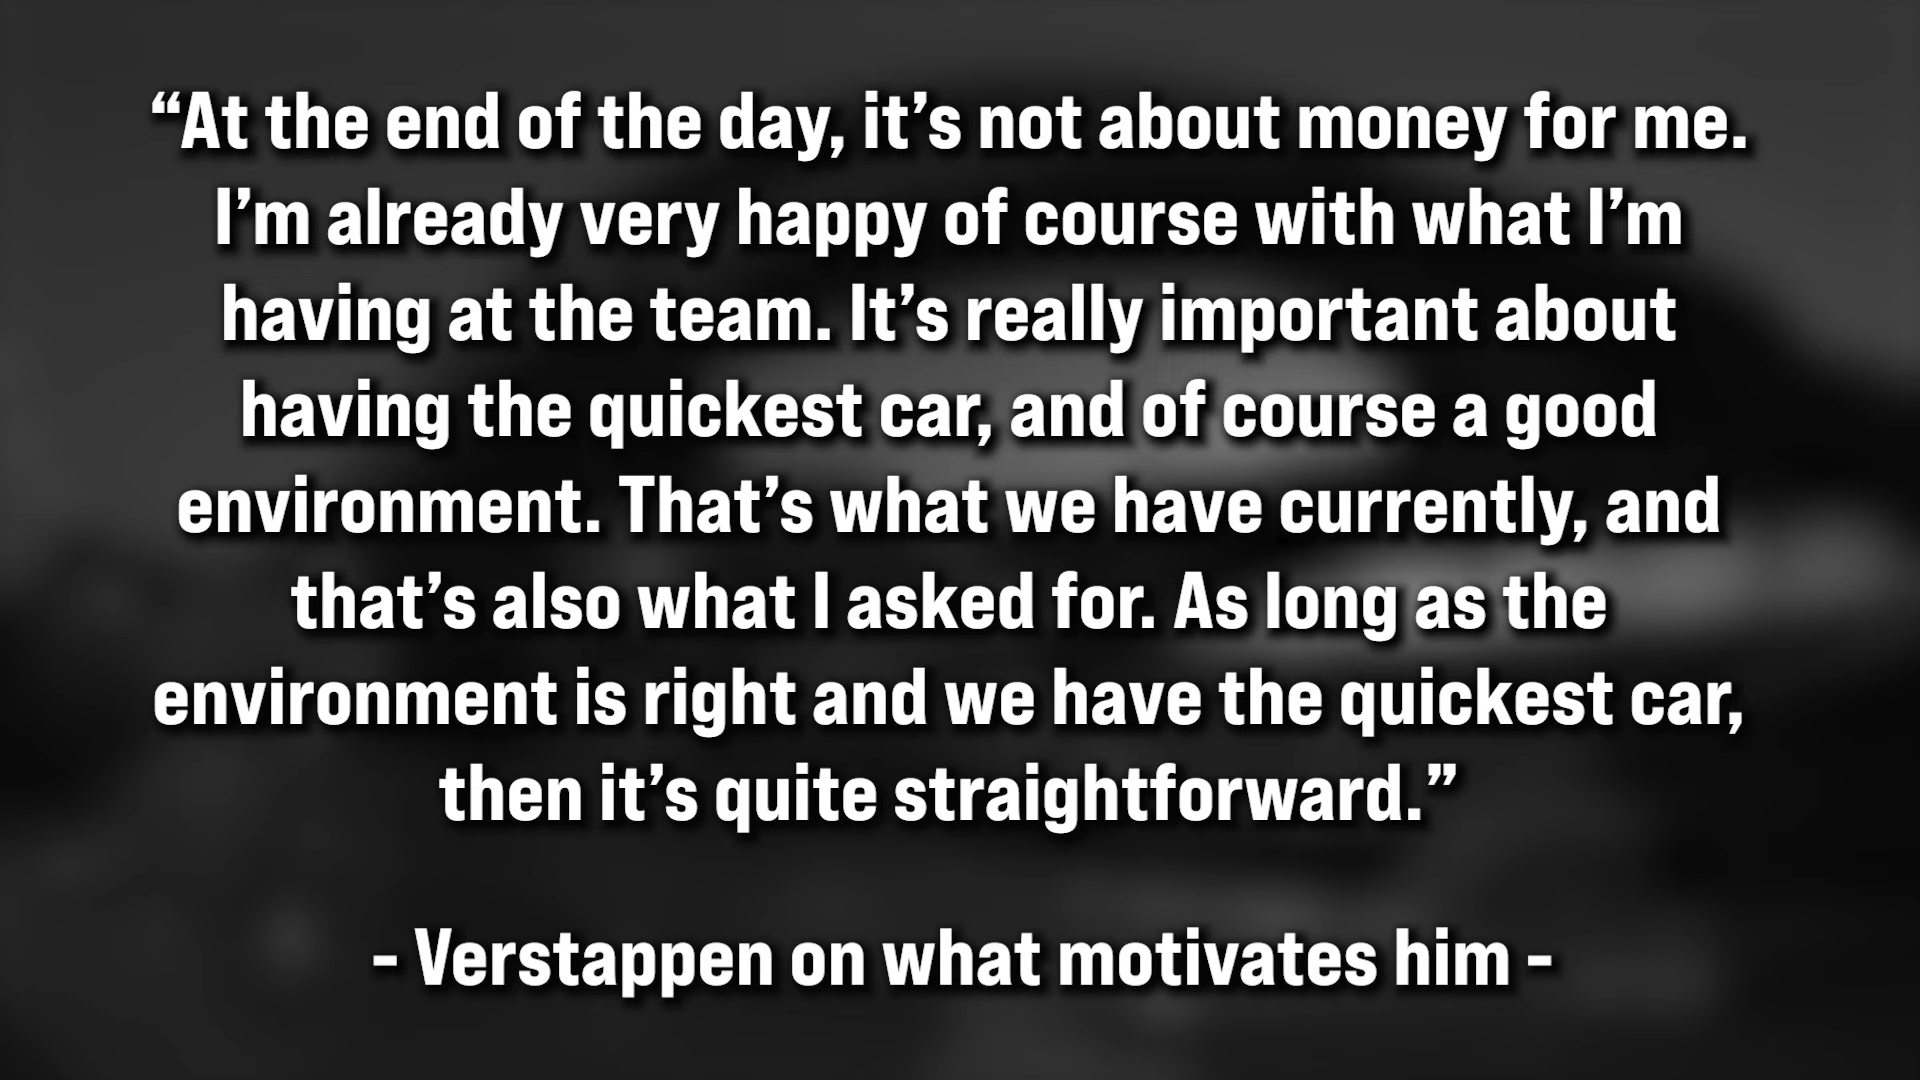 “At the end of the day, it’s not about money for me.
I’m already very happy of course with what I’m
having at the team. It’s really important about
having the quickest car, and of course a good
environment. That’s what we have currently, and
that’s also what I asked for. As long as the
environment is right and we have the quickest car,
then it’s quite straightforward.”
- Verstappen on what motivates him -